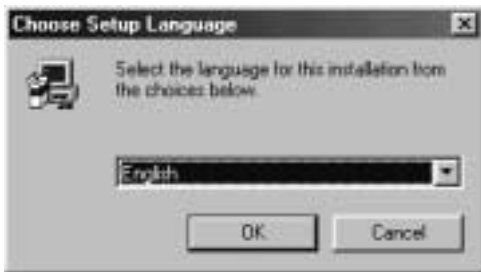 Choose Setup Language
Select the language for this installation from
the choices below.
English
OK
Cancel